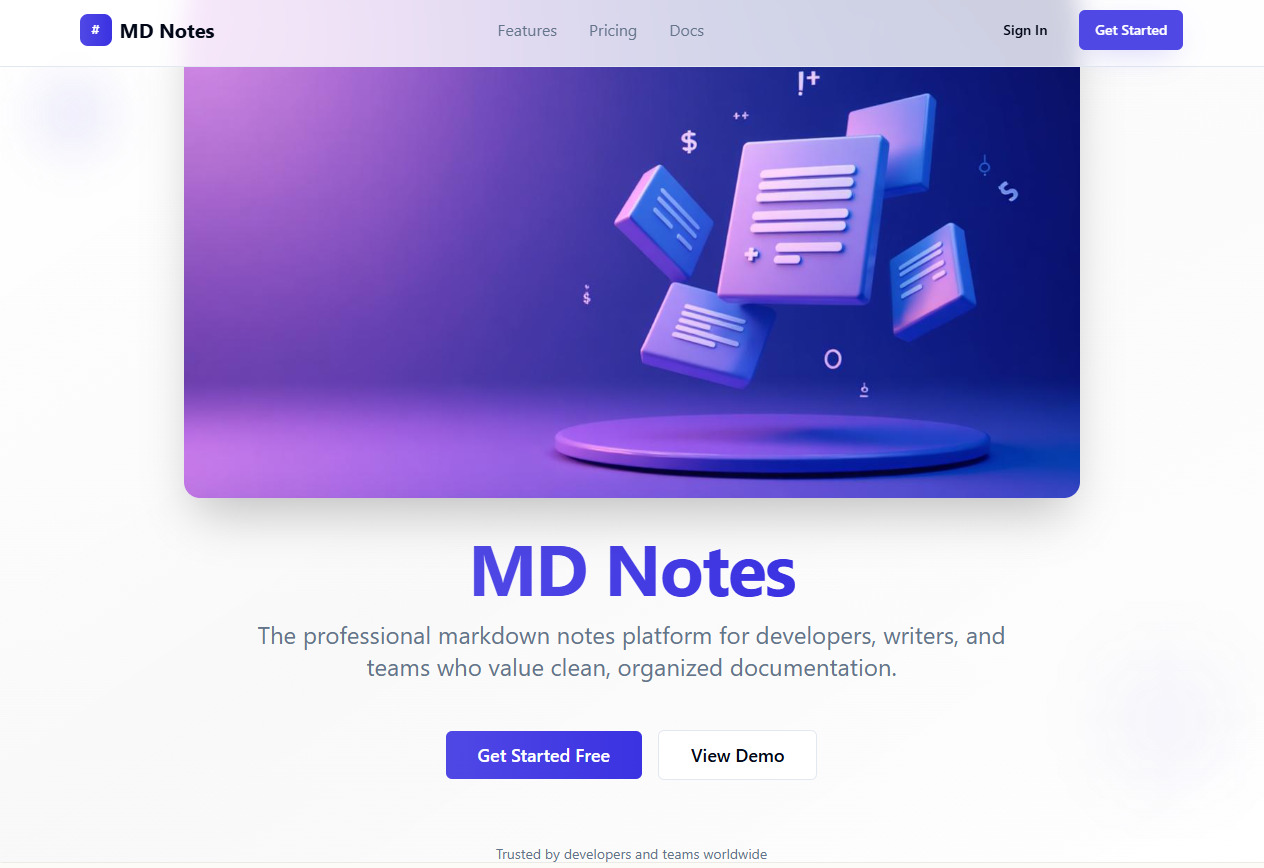 # MD Notes
Features Pricing Docs
Sign In
Get Started
!+
++
$
5
$
O
MD Notes
The professional markdown notes platform for developers, writers, and
teams who value clean, organized documentation.
Get Started Free
View Demo
Trusted by developers and teams worldwide